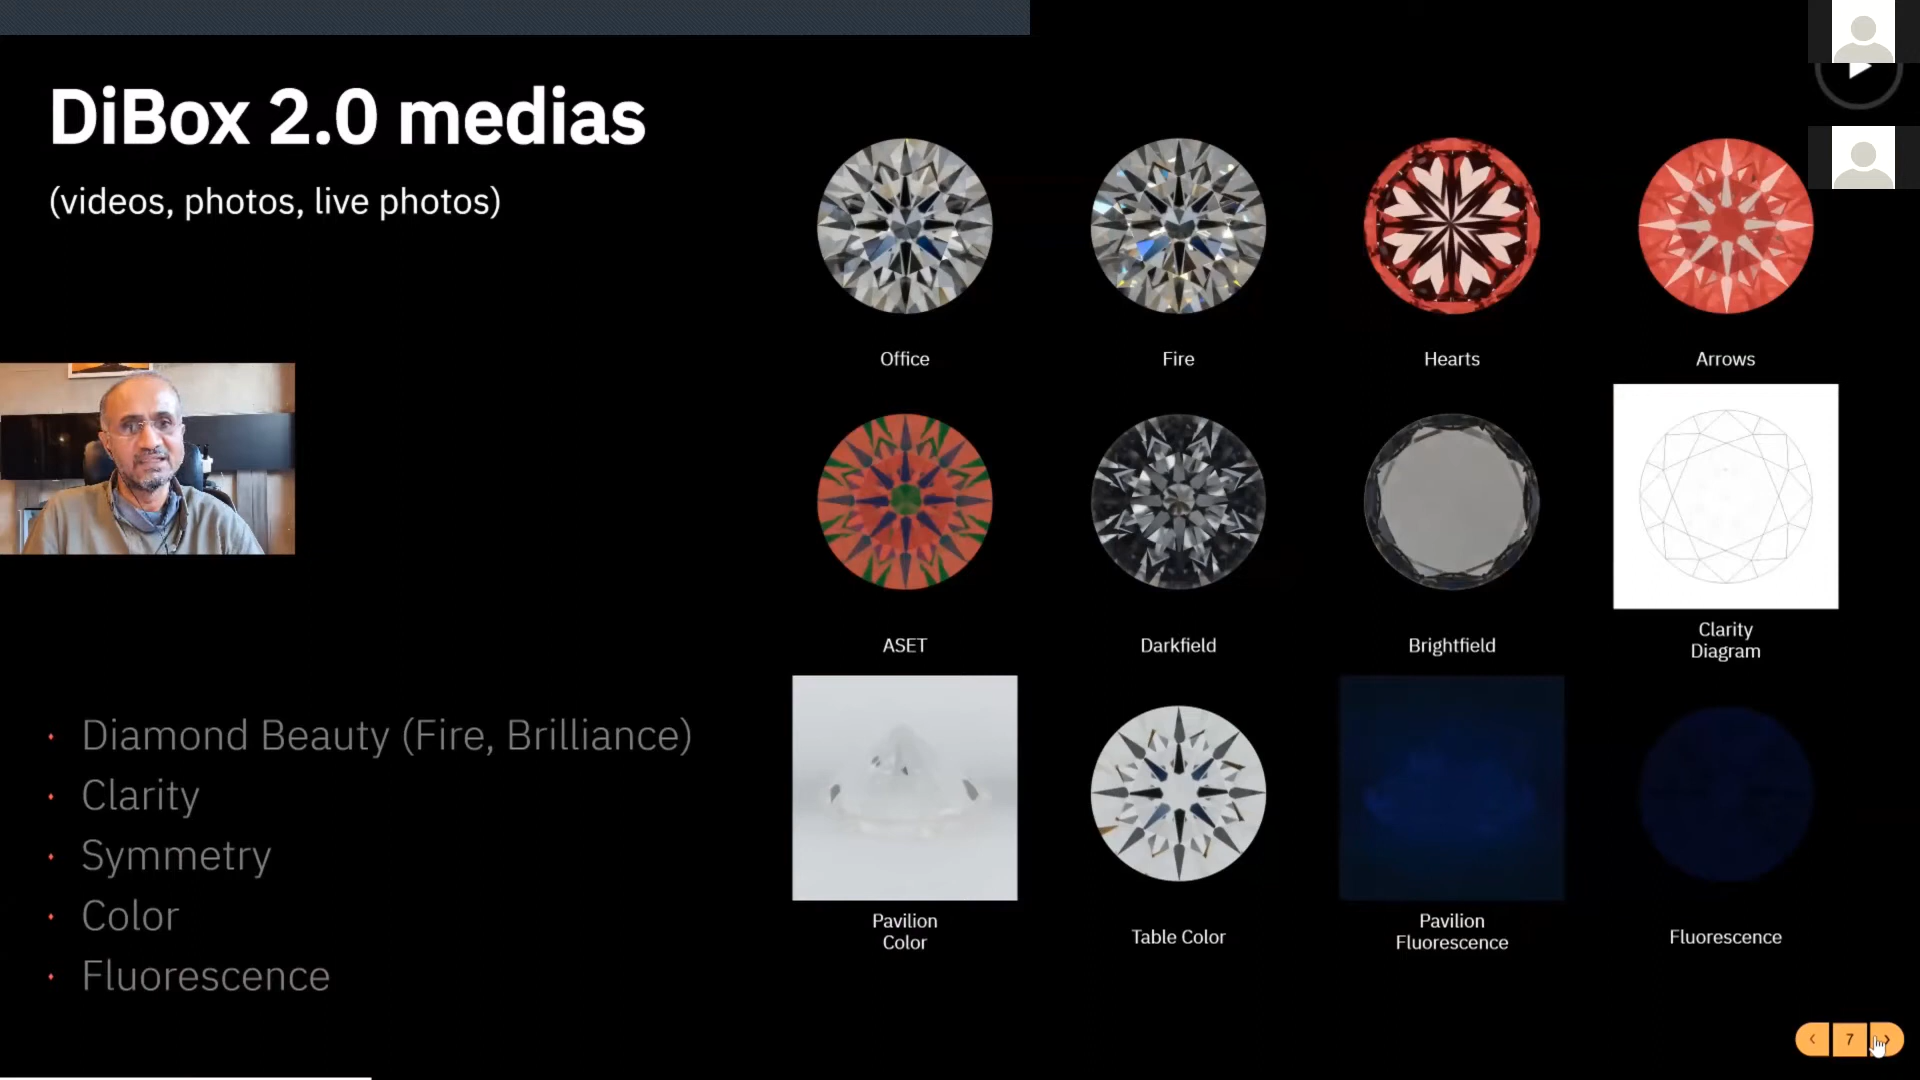 DiBox 2.0 medias
(videos, photos, live photos)
Office
Fire
Hearts
Arrows
ASET
Darkfield
Brightfield
Clarity
Diagram
Pavilion
Color
Table Color
Pavilion
Fluorescence
Fluorescence
Diamond Beauty (Fire, Brilliance)
Clarity
Symmetry
Color
Fluorescence
7